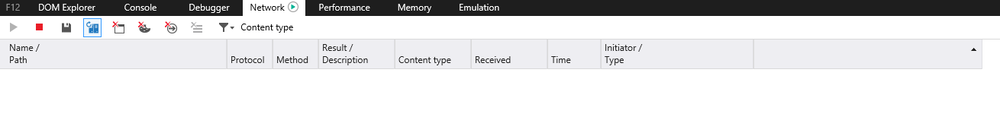 F12 DOM Explorer Console Debugger Network Performance Memory Emulation
Content type
Name / Result / Initiator /
Path Protocol Method Description Content type Received Time Type